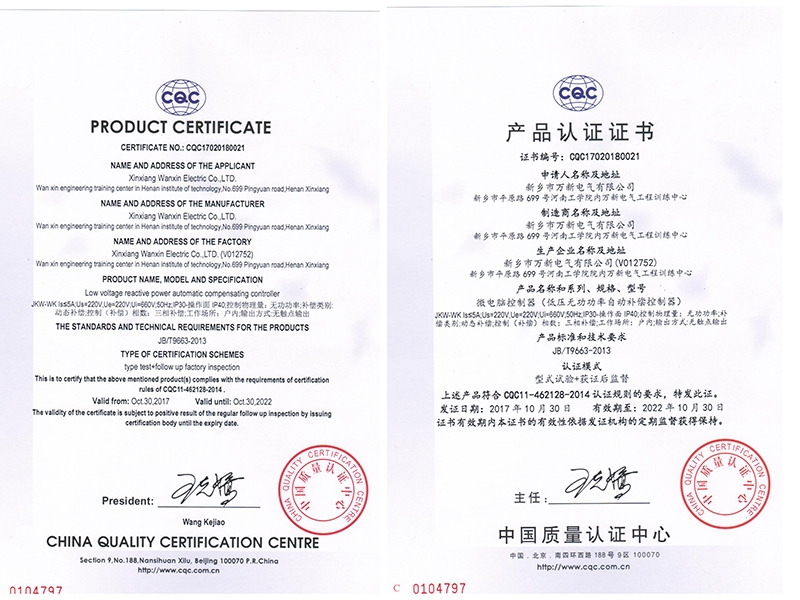 CQC
PRODUCT CERTIFICATE
CERTIFICATE NO.: CQC17020180021
NAME AND ADDRESS OF THE APPLICANT
Xinxiang Wanxin Electric Co.,LTD.
Wan xin engineering training center in Henan institute of technology,No.699 Pingyuan road,Henan Xinxiang
NAME AND ADDRESS OF THE MANUFACTURER
Xinxiang Wanxin Electric Co.,LTD.
Wan xin engineering training center in Henan institute of technology,No.699 Pingyuan road,Henan Xinxiang
NAME AND ADDRESS OF THE FACTORY
Xinxiang Wanxin Electric Co.,LTD. (V012752)
Wan xin engineering training center in Henan institute of technology,No.699 Pingyuan road,Henan Xinxiang
PRODUCT NAME, MODEL AND SPECIFICATION
Low voltage reactive power automatic compensating controller
JKW-WK Is≤5A;Us=220V,Ue=220V,Ui=660V;50Hz;IP30-操作面 IP40;控制物理量：无功功率;补偿类别:
动态补偿;控制（补偿）相数：三相补偿;工作场所：户内;输出方式:无触点输出
THE STANDARDS AND TECHNICAL REQUIREMENTS FOR THE PRODUCTS
JB/T9663-2013
TYPE OF CERTIFICATION SCHEMES
type test+follow up factory inspection
This is to certify that the above mentioned product(s) complies with the requirements of certification
rules of CQC11-462128-2014 .
Valid from: Oct.30,2017 Valid until: Oct.30,2022
The validity of the certificate is subject to positive result of the regular follow up inspection by issuing
certification body until the expiry date.
President:
Wang Kejiao
CHINA QUALITY CERTIFICATION CENTRE
中国质量认证中心
CHINA QUALITY CERTIFICATION CENTRE
Section 9,No.188,Nansihuan Xilu, Beijing 100070 P.R.China
http://www.cqc.com.cn
0104797
CQC
产品认证证书
证书编号: CQC17020180021
申请人名称及地址
新乡市万新电气有限公司
新乡市平原路 699 号河南工学院内万新电气工程训练中心
制造商名称及地址
新乡市万新电气有限公司
新乡市平原路 699 号河南工学院内万新电气工程训练中心
生产企业名称及地址
新乡市万新电气有限公司(V012752)
新乡市平原路 699 号河南工学院内万新电气工程训练中心
产品名称和系列、规格、型号
微电脑控制器（低压无功功率自动补偿控制器）
JKW-WK Is≤5A;Us=220V,Ue=220V,Ui=660V;50Hz;IP30-操作面 IP40;控制物理量：无功功率;补
偿类别:动态补偿;控制（补偿）相数：三相补偿;工作场所：户内;输出方式:无触点输出
产品标准和技术要求
JB/T9663-2013
认证模式
型式试验+获证后监督
上述产品符合 CQC11-462128-2014 认证规则的要求，特发此证。
发证日期：2017 年 10 月 30 日 有效期至：2022 年 10 月 30 日
证书有效期内本证书的有效性依据发证机构的定期监督获得保持。
主任：
CHINA QUALITY CERTIFICATION CENTRE
中国质量认证中心
中国质量认证中心
中国．北京．南四环西路 188 号 9 区 100070
http://www.cqc.com.cn
C 0104797